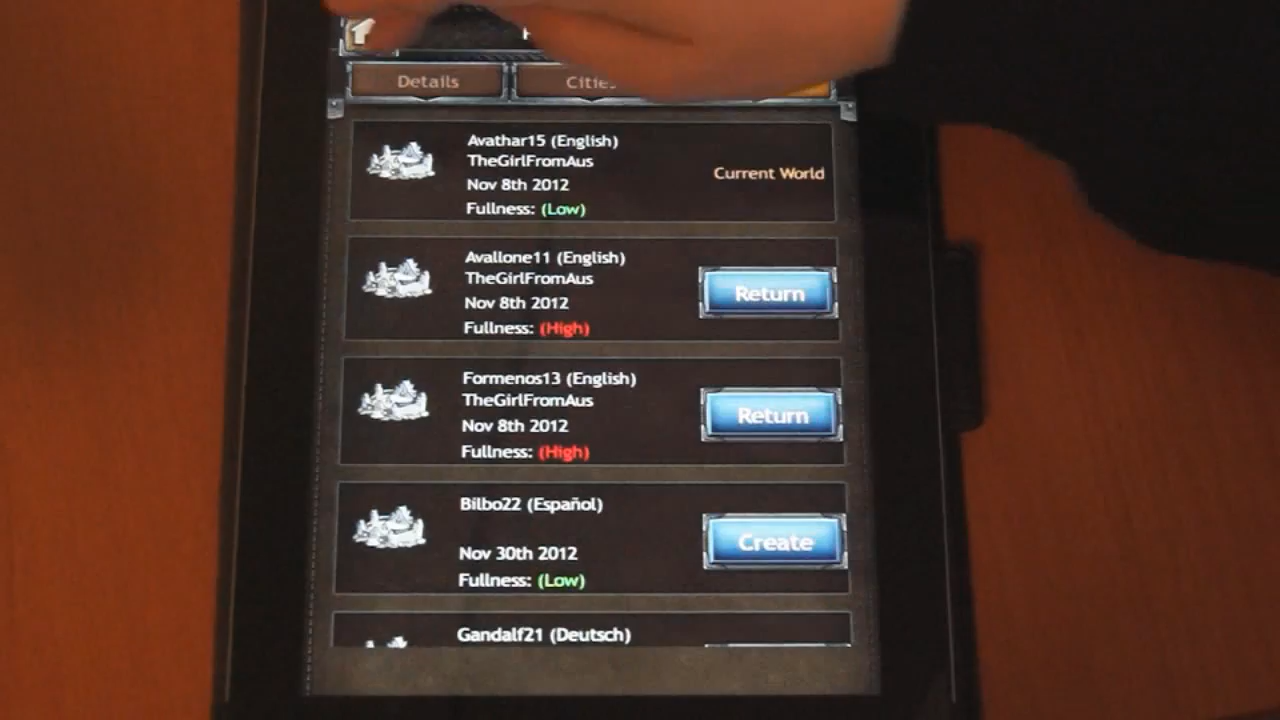 Details
Cities
Avathar15 (English)
TheGirlFromAus
Nov 8th 2012
Fullness: (Low)
Current World
Avallone11 (English)
TheGirlFromAus
Nov 8th 2012
Fullness: (High)
Return
Formenos13 (English)
TheGirlFromAus
Nov 8th 2012
Fullness: (High)
Return
Bilbo22 (Español)
Nov 30th 2012
Fullness: (Low)
Create
Gandalf21 (Deutsch)